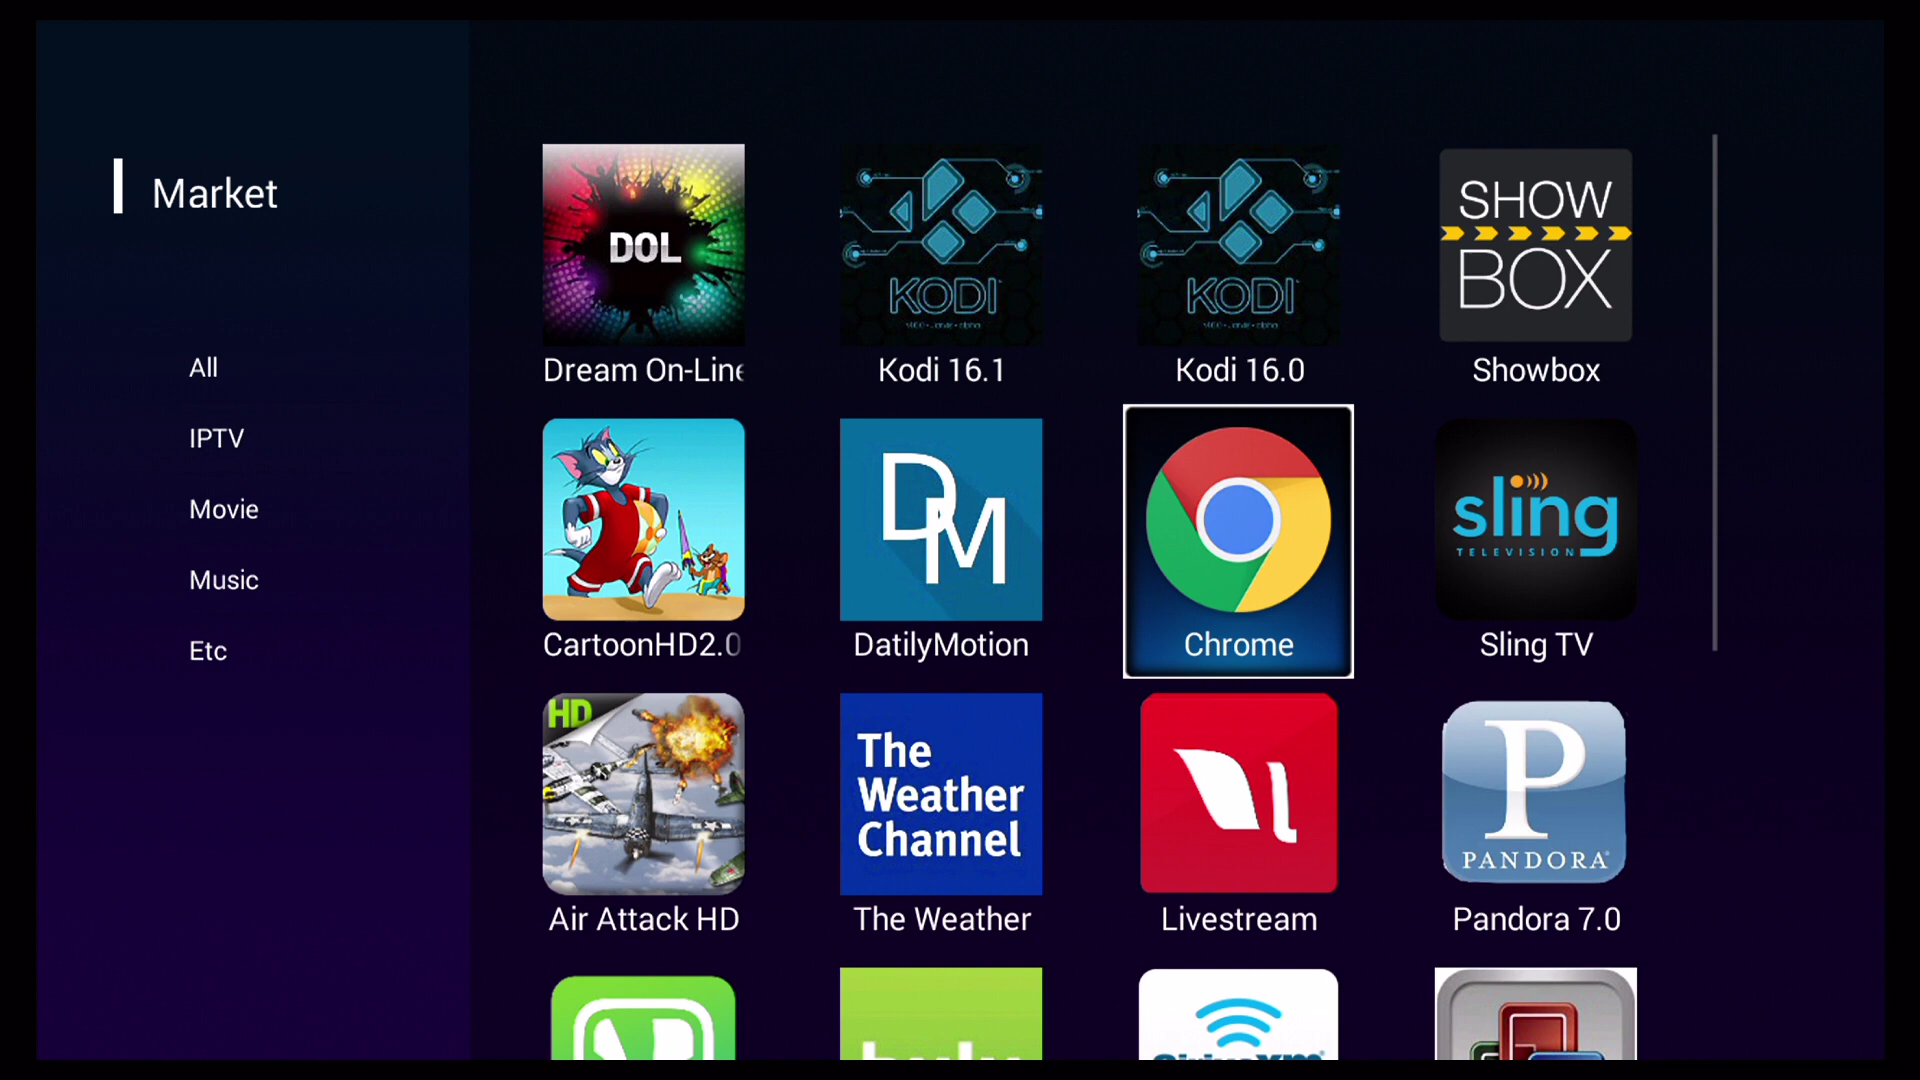 Market
All
IPTV
Movie
Music
Etc
DOL
KODI
KODI
SHOW
BOX
Dream On-Line
Kodi 16.1
Kodi 16.0
Showbox
DM
sling
TELEVISION
CartoonHD2.0
DatilyMotion
Chrome
Sling TV
HD
The
Weather
Channel
P
PANDORA
Air Attack HD
The Weather
Livestream
Pandora 7.0
hulu
SiriusXM